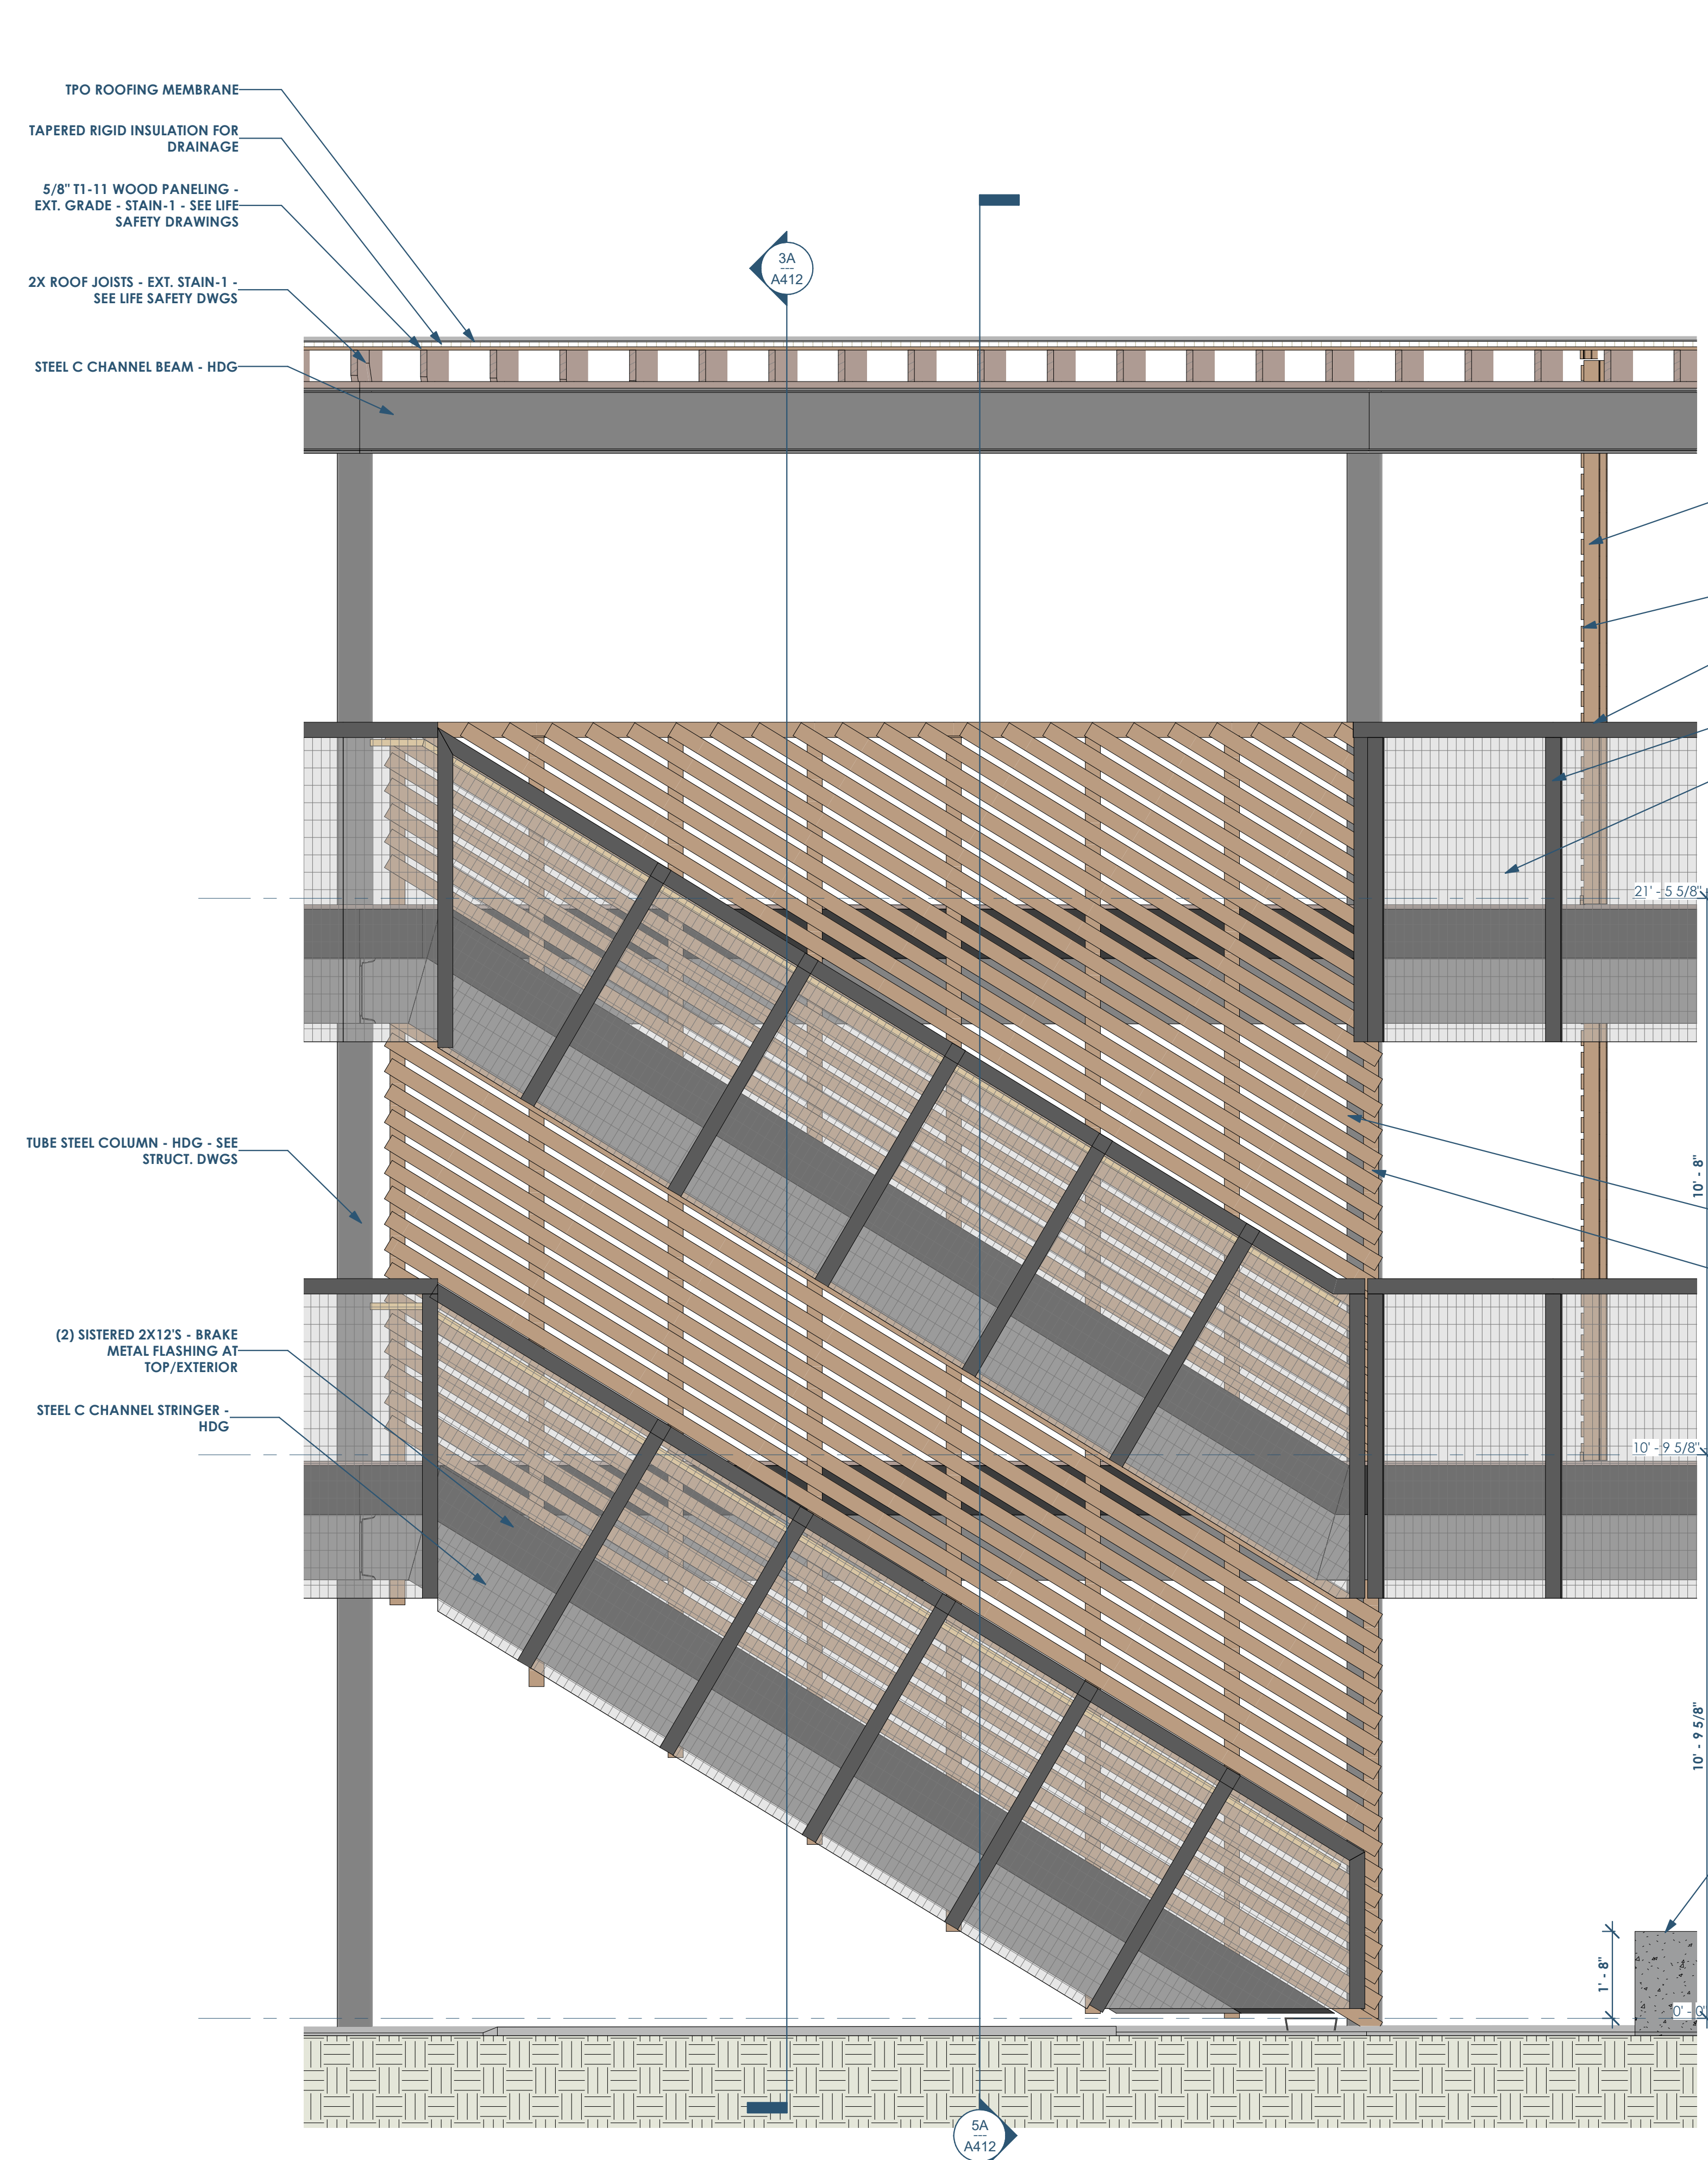 TPO ROOFING MEMBRANE
TAPERED RIGID INSULATION FOR
DRAINAGE
5/8" T1-11 WOOD PANELING -
EXT. GRADE - STAIN-1 - SEE LIFE
SAFETY DRAWINGS
3A
---
A412
2X ROOF JOISTS - EXT. STAIN-1 -
SEE LIFE SAFETY DWGS
STEEL C CHANNEL BEAM - HDG
21' - 5 5/8"
TUBE STEEL COLUMN - HDG - SEE
STRUCT. DWGS
10' - 8"
(2) SISTERED 2X12'S - BRAKE
METAL FLASHING AT
TOP/EXTERIOR
STEEL C CHANNEL STRINGER -
HDG
10' - 9 5/8"
10' - 9 5/8"
1' - 8"
0' - 0"
5A
---
A412